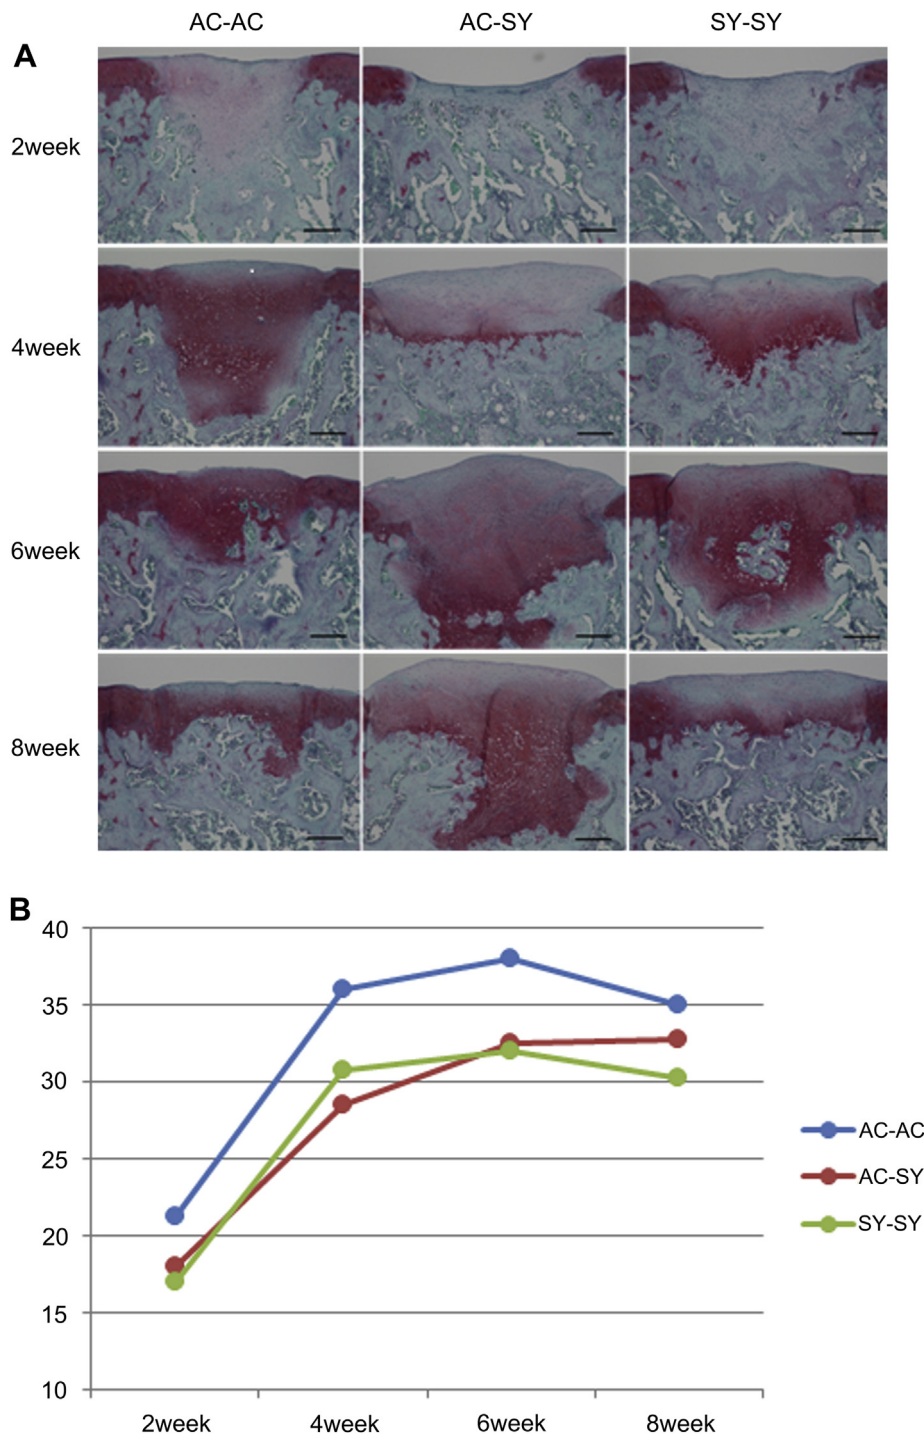 AC-AC AC-SY SY-SY
A
2week
4week
6week
8week
B
40
35
30
25
20
15
10
2week 4week 6week 8week
AC-AC
AC-SY
SY-SY